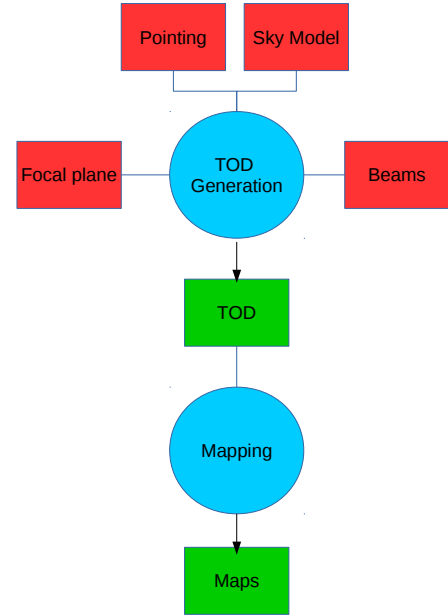 Pointing
Sky Model
Focal plane
TOD
Generation
Beams
TOD
Mapping
Maps